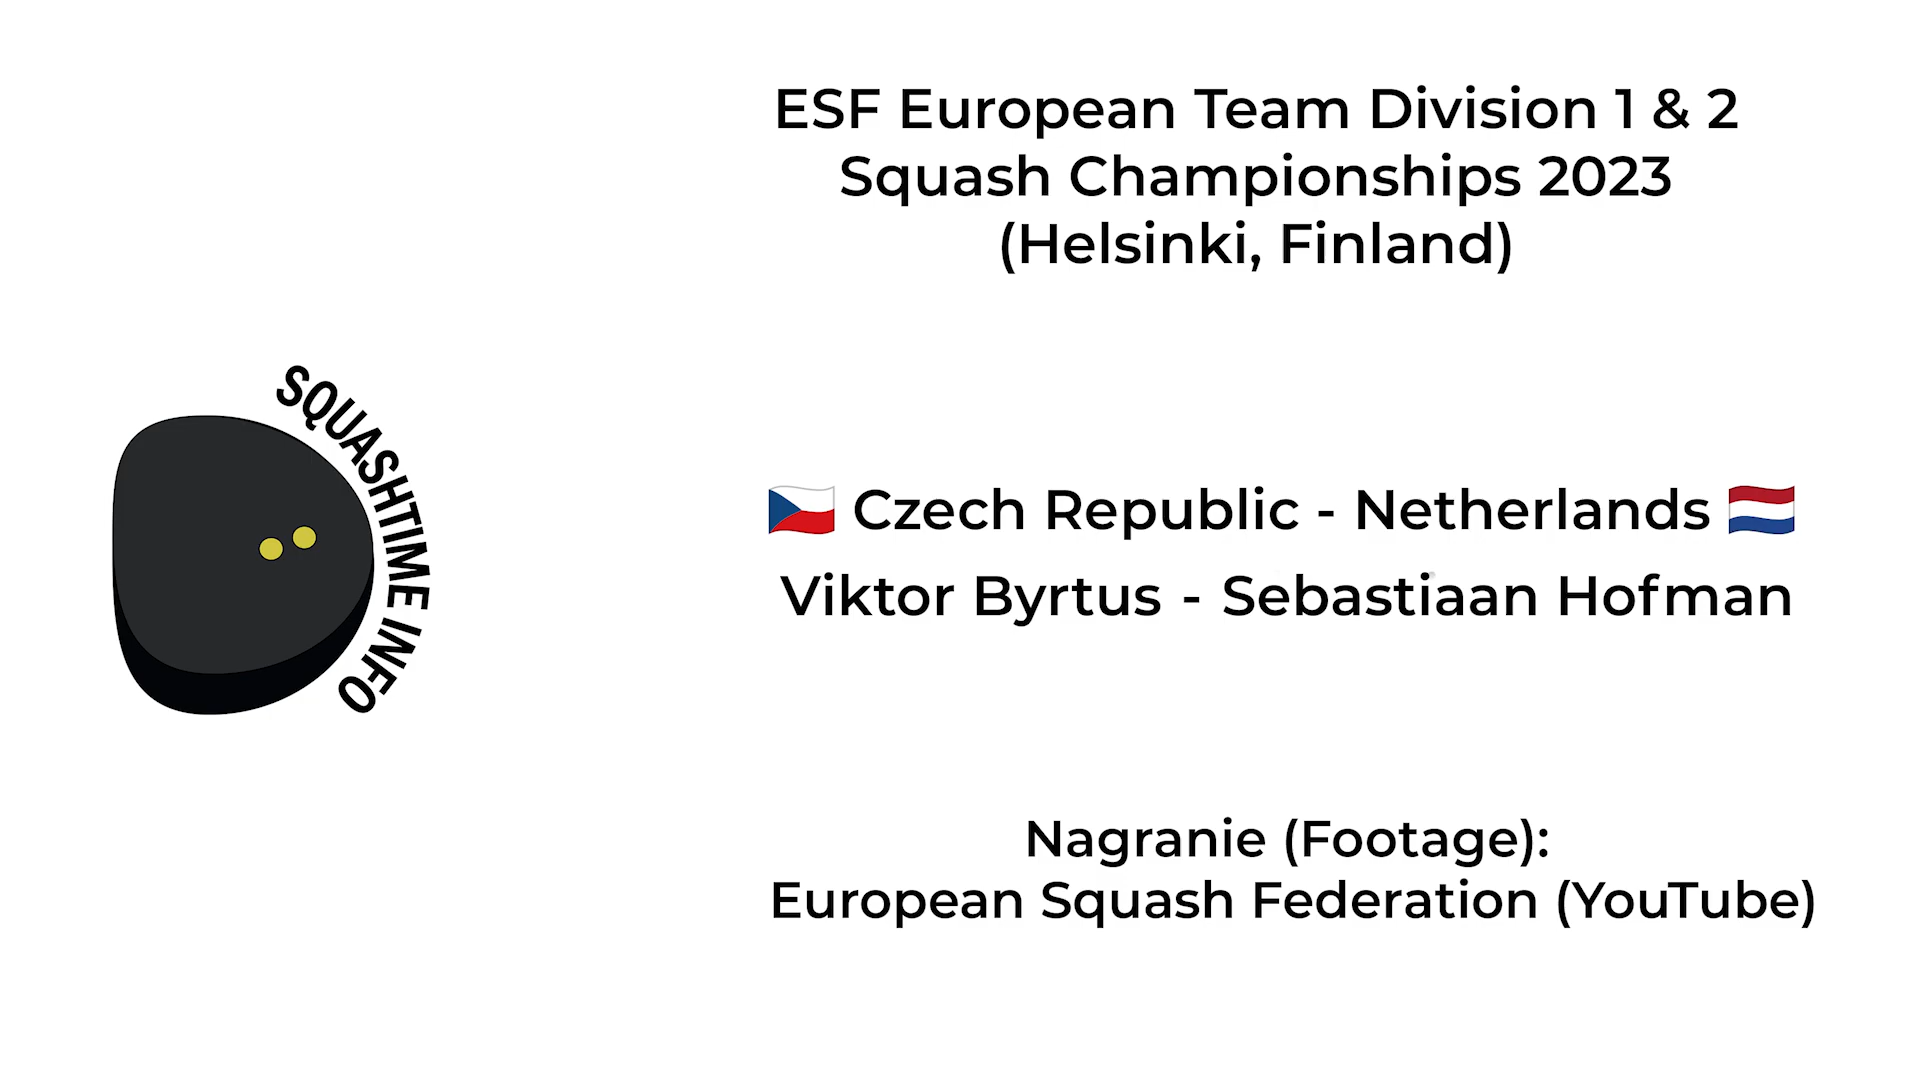 ESF European Team Division 1 & 2
Squash Championships 2023
(Helsinki, Finland)
SQUASHTIME INFO
🇨🇿 Czech Republic - Netherlands 🇳🇱
Viktor Byrtus - Sebastiaan Hofman
Nagranie (Footage):
European Squash Federation (YouTube)